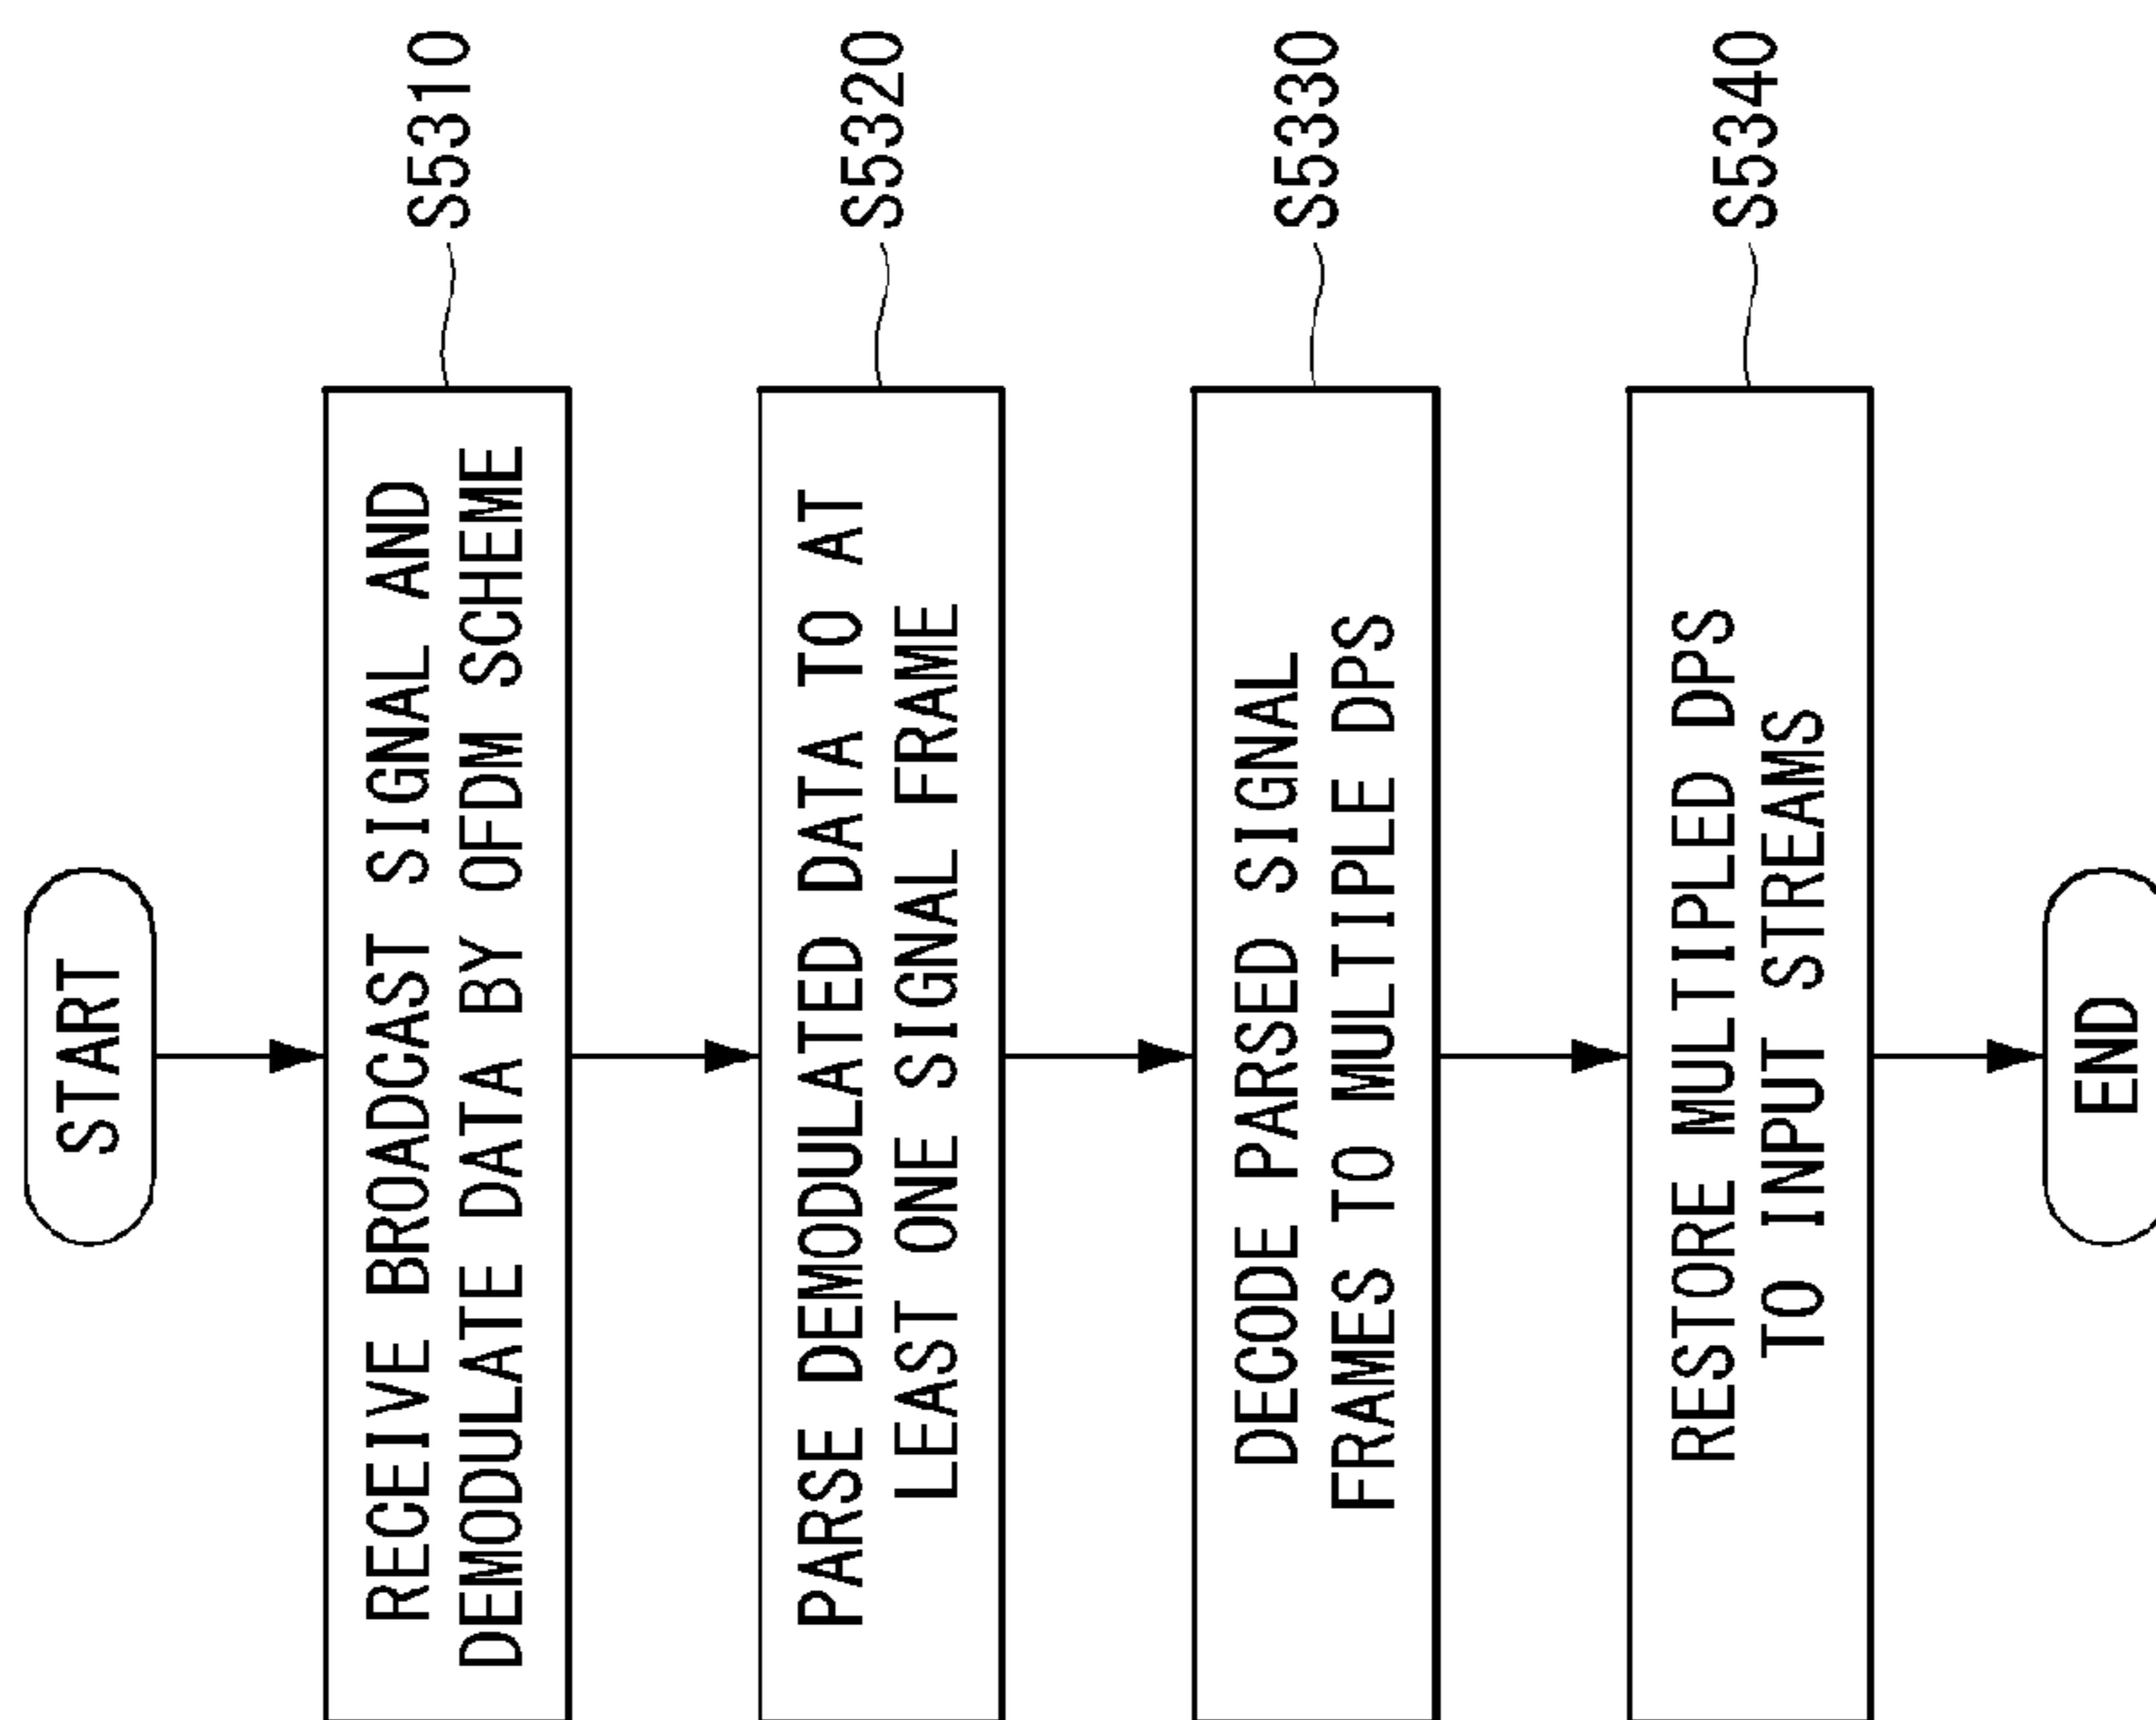 START
RECEIVE BROADCAST SIGNAL AND
DEMODULATE DATA BY OFDM SCHEME
S5310
PARSE DEMODULATED DATA TO AT
LEAST ONE SIGNAL FRAME
S5320
DECODE PARSED SIGNAL
FRAMES TO MULTIPLE DPS
S5330
RESTORE MULTIPLED DPS
TO INPUT STREAMS
S5340
END